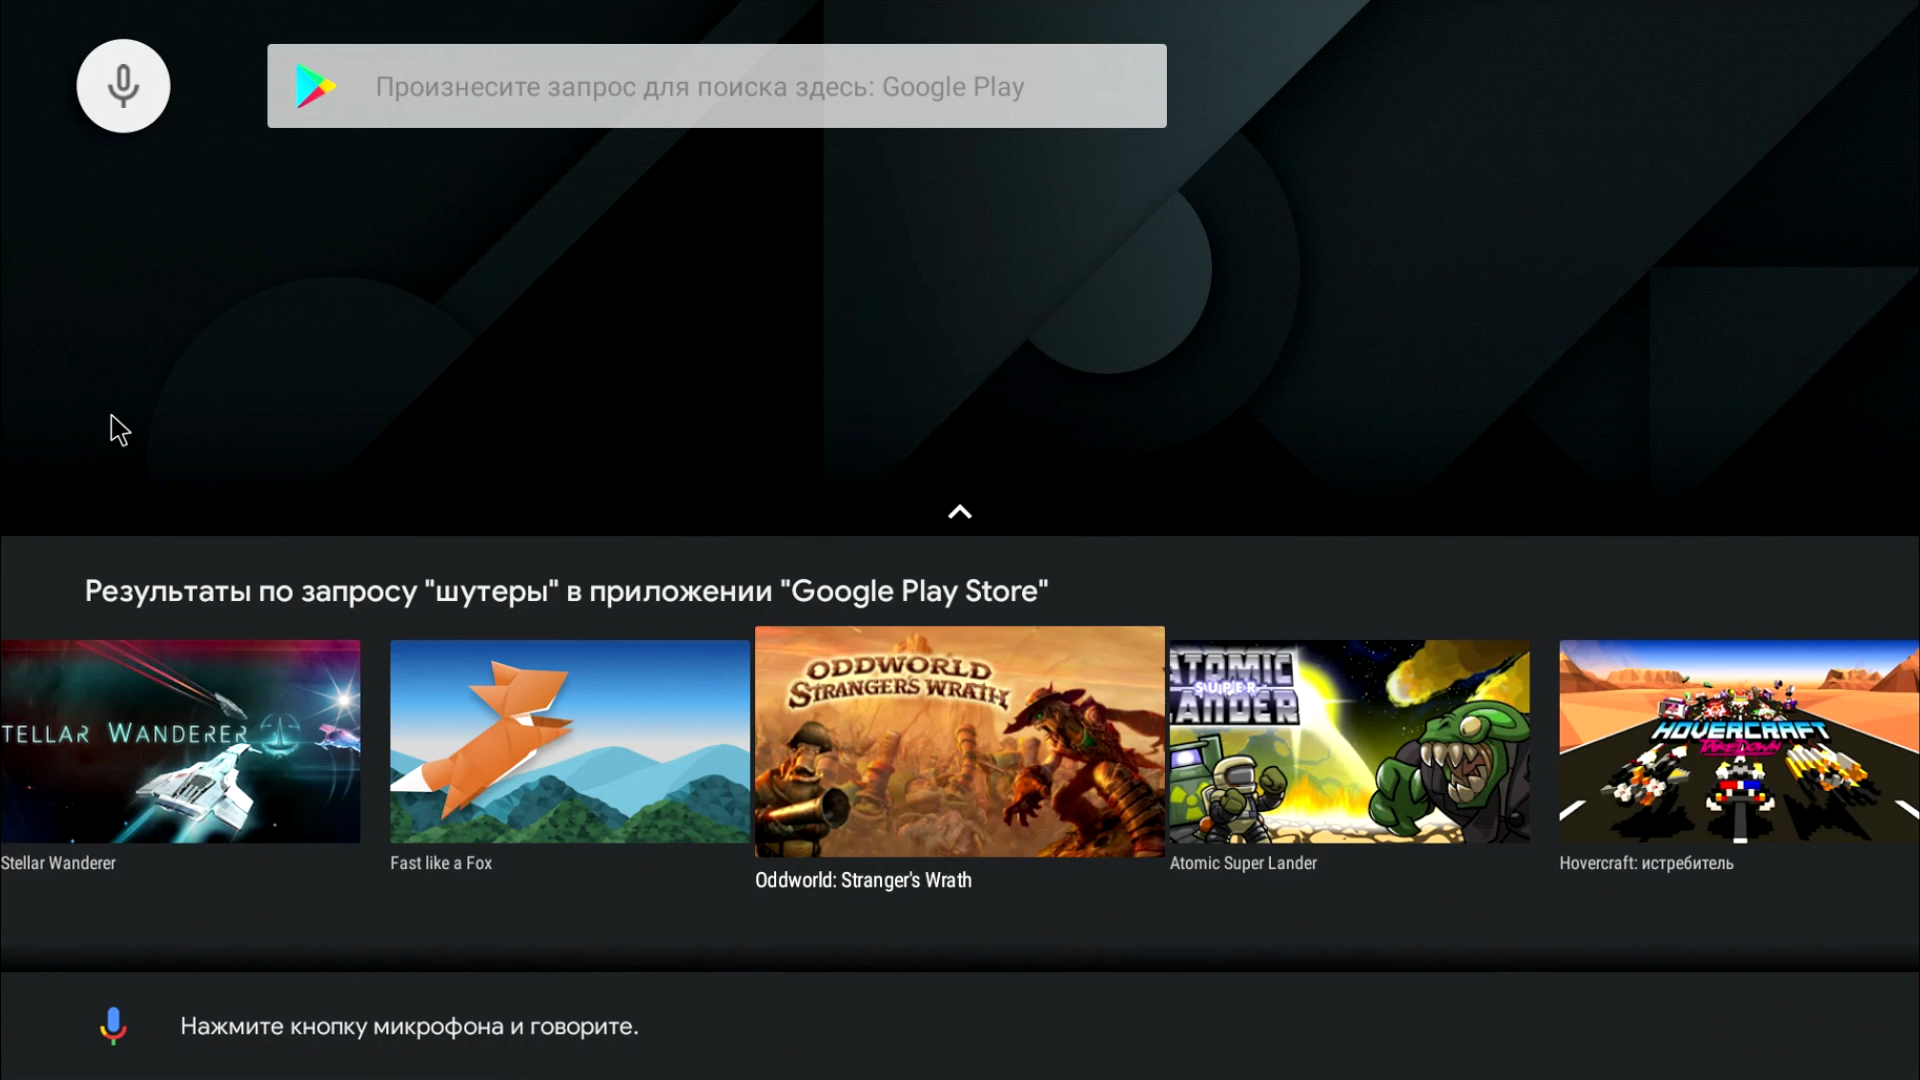 Произнесите запрос для поиска здесь: Google Play
Результаты по запросу "шутеры" в приложении "Google Play Store"
TELLAR WANDERER
ODDWORLD
STRANGER'S WRATH
ATOMIC
SUPER
LANDER
HOVERCRAFT
TAKEDOWN
Stellar Wanderer
Fast like a Fox
Oddworld: Stranger's Wrath
Atomic Super Lander
Hovercraft: истребитель
Нажмите кнопку микрофона и говорите.